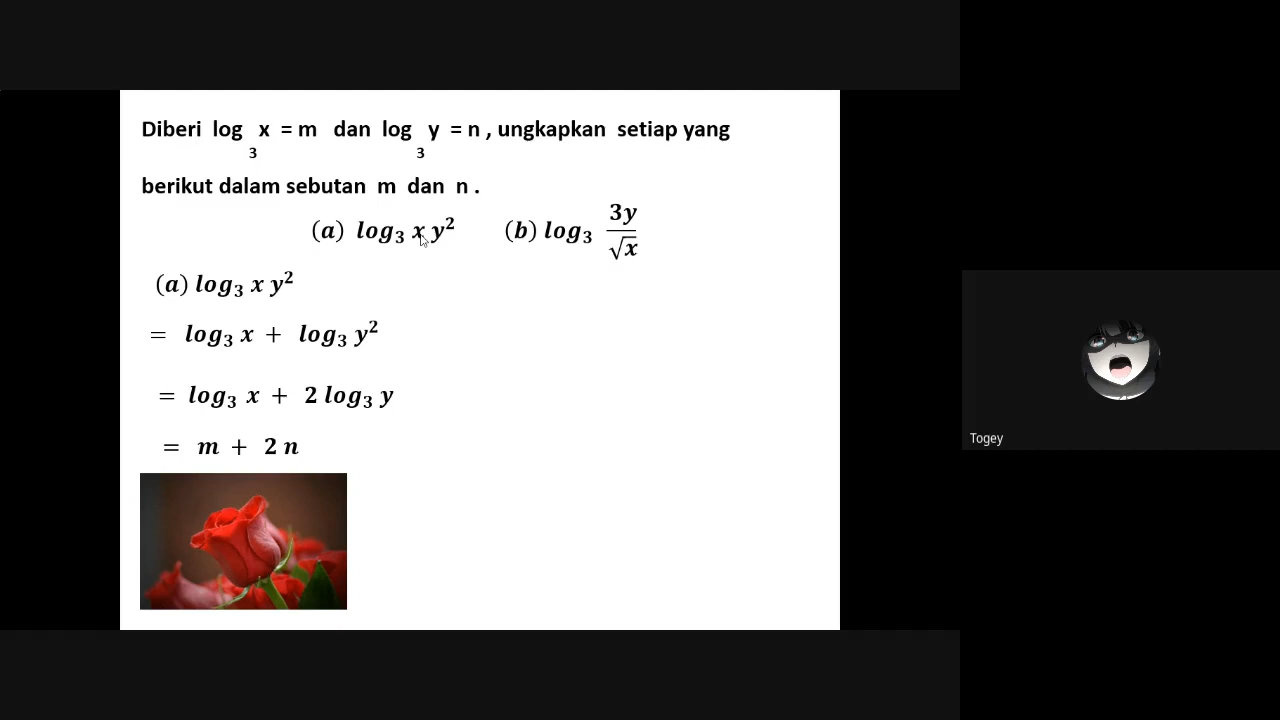 Diberi log 3 x = m dan log 3 y = n , ungkapkan setiap yang
berikut dalam sebutan m dan n .
(a) log₃ x y² (b) log₃ 3y/√x
(a) log₃ x y²
= log₃ x + log₃ y²
= log₃ x + 2 log₃ y
= m + 2 n
Togey